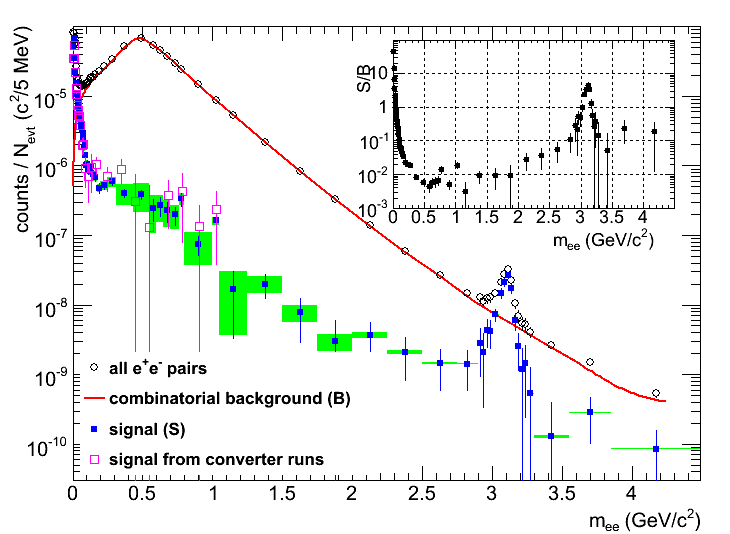 counts / N_evt (c²/5 MeV)
10⁻⁵
10⁻⁶
10⁻⁷
10⁻⁸
10⁻⁹
10⁻¹⁰
S/B
10
1
10⁻¹
10⁻²
10⁻³
0 0.5 1 1.5 2 2.5 3 3.5 4
m_ee (GeV/c²)
all e⁺e⁻ pairs
combinatorial background (B)
signal (S)
signal from converter runs
0 0.5 1 1.5 2 2.5 3 3.5 4
m_ee (GeV/c²)